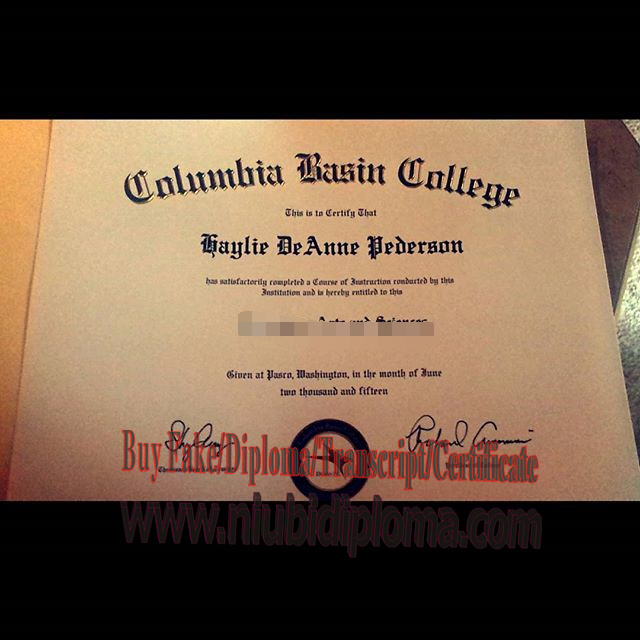 Columbia Basin College
This is to Certify That
Haylie DeAnne Pederson
has satisfactorily completed a Course of Instruction conducted by this
Institution and is hereby entitled to this
Arts and Sciences
Given at Pasco, Washington, in the month of June
two thousand and fifteen
Buy Fake/Diploma/Transcript/Certificate
www.niubidiploma.com